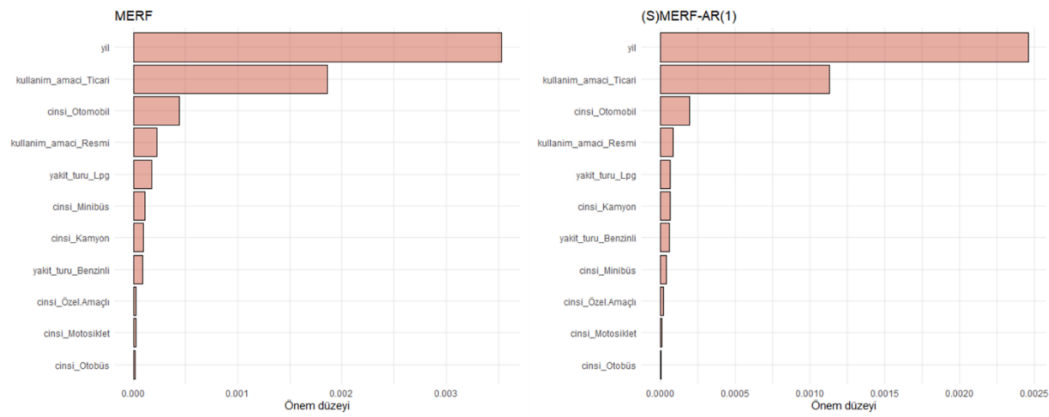 MERF
yil
kullanim_amaci_Ticari
cinsi_Otomobil
kullanim_amaci_Resmi
yakit_turu_Lpg
cinsi_Minibüs
cinsi_Kamyon
yakit_turu_Benzinli
cinsi_Özel.Amaçlı
cinsi_Motosiklet
cinsi_Otobüs
0.000 0.001 0.002 0.003
Önem düzeyi
(S)MERF-AR(1)
yil
kullanim_amaci_Ticari
cinsi_Otomobil
kullanim_amaci_Resmi
yakit_turu_Lpg
cinsi_Kamyon
yakit_turu_Benzinli
cinsi_Minibüs
cinsi_Özel.Amaçlı
cinsi_Motosiklet
cinsi_Otobüs
0.0000 0.0005 0.0010 0.0015 0.0020 0.0025
Önem düzeyi